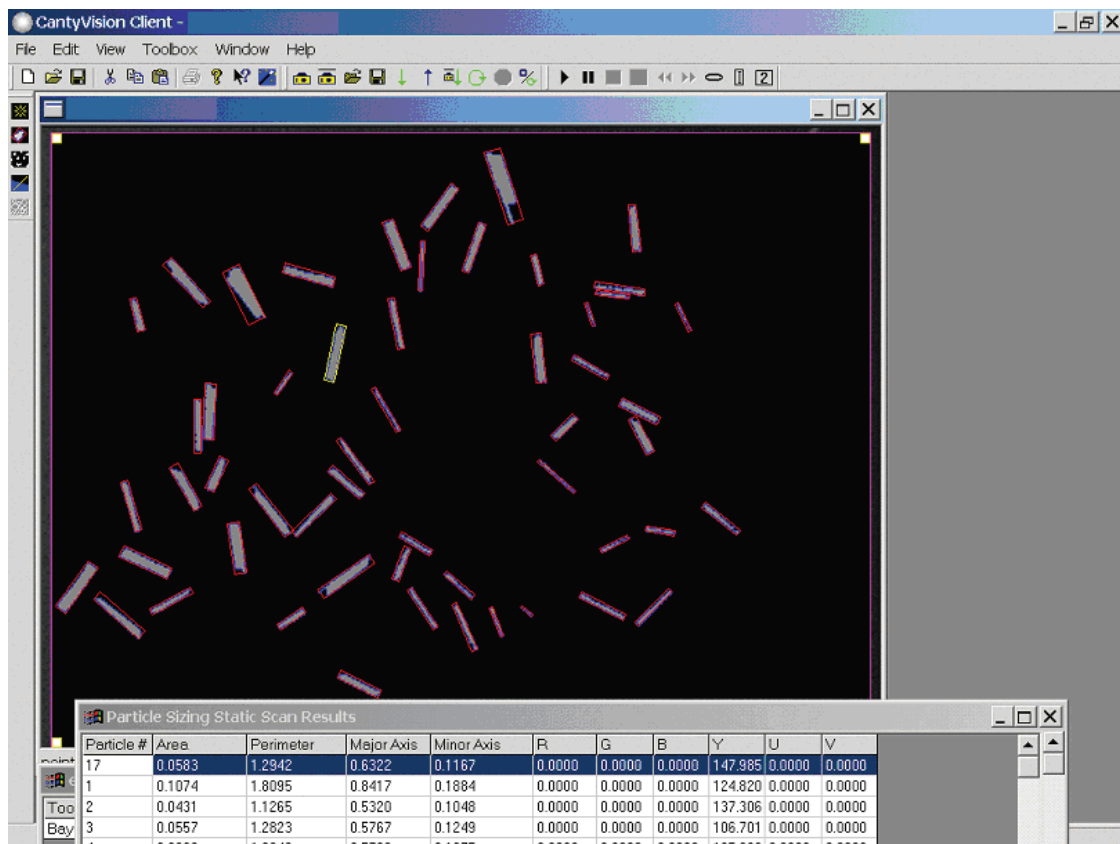 CantyVision Client -
File Edit View Toolbox Window Help
Particle Sizing Static Scan Results
Particle # Area Perimeter Major Axis Minor Axis R G B Y U V
17 0.0583 1.2942 0.6322 0.1167 0.0000 0.0000 0.0000 147.985 0.0000 0.0000
1 0.1074 1.8095 0.8417 0.1884 0.0000 0.0000 0.0000 124.820 0.0000 0.0000
Too 2 0.0431 1.1265 0.5320 0.1048 0.0000 0.0000 0.0000 137.306 0.0000 0.0000
Bay 3 0.0557 1.2823 0.5767 0.1249 0.0000 0.0000 0.0000 106.701 0.0000 0.0000